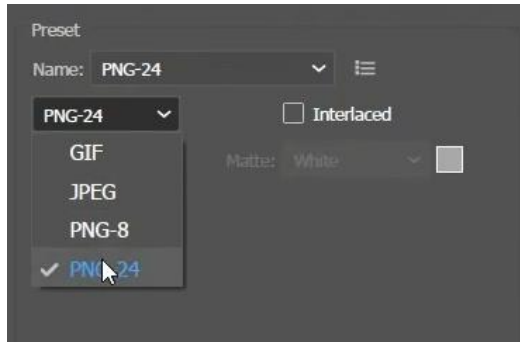 Preset
Name: PNG-24
PNG-24 Interlaced
GIF Matte: White
JPEG
PNG-8
PNG-24